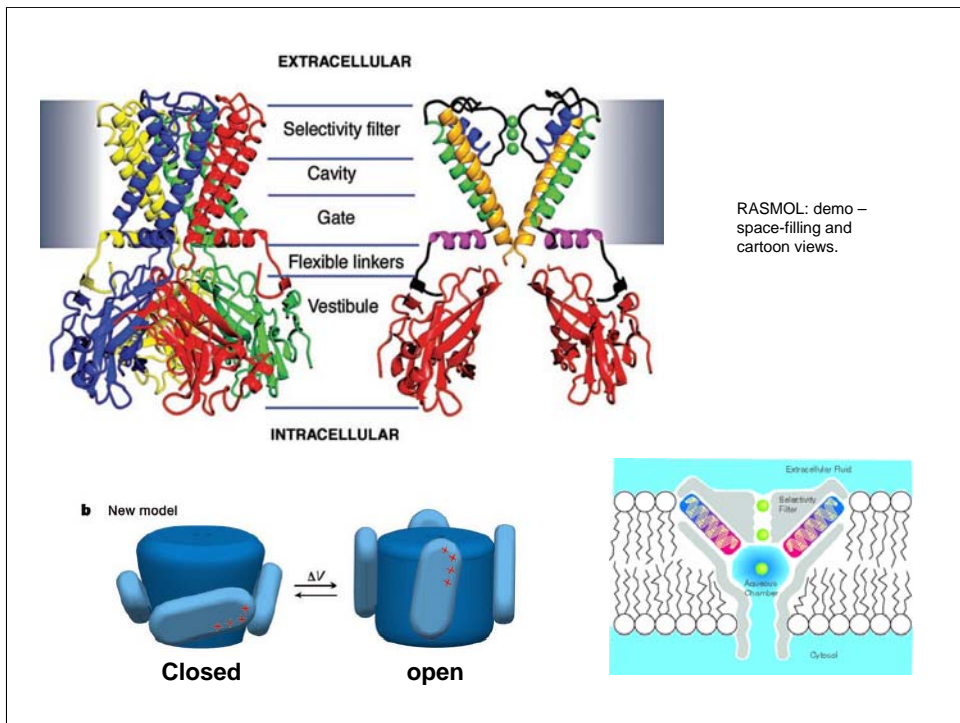 EXTRACELLULAR
Selectivity filter
Cavity
Gate
Flexible linkers
Vestibule
INTRACELLULAR
RASMOL: demo –
space-filling and
cartoon views.
b New model
ΔV
Closed
open
Extracellular Fluid
Selectivity
Filter
Aqueous
Chamber
Cytosol